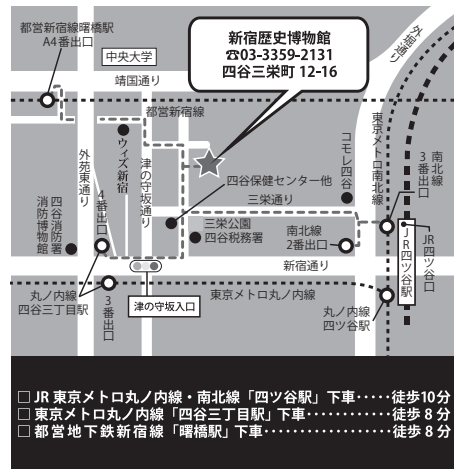 都営新宿線曙橋駅
A4番出口
中央大学
靖国通り
新宿歴史博物館
☎03-3359-2131
四谷三栄町 12-16
外堀通り
都営新宿線
ウィズ新宿
津の守坂通り
外苑東通り
コモレ四谷
東京メトロ南北線
南北線
3番出口
四谷保健センター他
三栄通り
三栄公園
四谷税務署
南北線
2番出口
四谷消防署
消防博物館
4番出口
新宿通り
JR四ツ谷駅
JR四ツ谷口
丸ノ内線
四谷三丁目駅
3番出口
津の守坂入口
東京メトロ丸ノ内線
丸ノ内線
四ツ谷駅
□ JR 東京メトロ丸ノ内線・南北線「四ツ谷駅」下車‥‥‥徒歩10分
□ 東京メトロ丸ノ内線「四谷三丁目駅」下車‥‥‥‥‥‥徒歩 8 分
□ 都営地下鉄新宿線「曙橋駅」下車‥‥‥‥‥‥‥‥‥徒歩 8 分